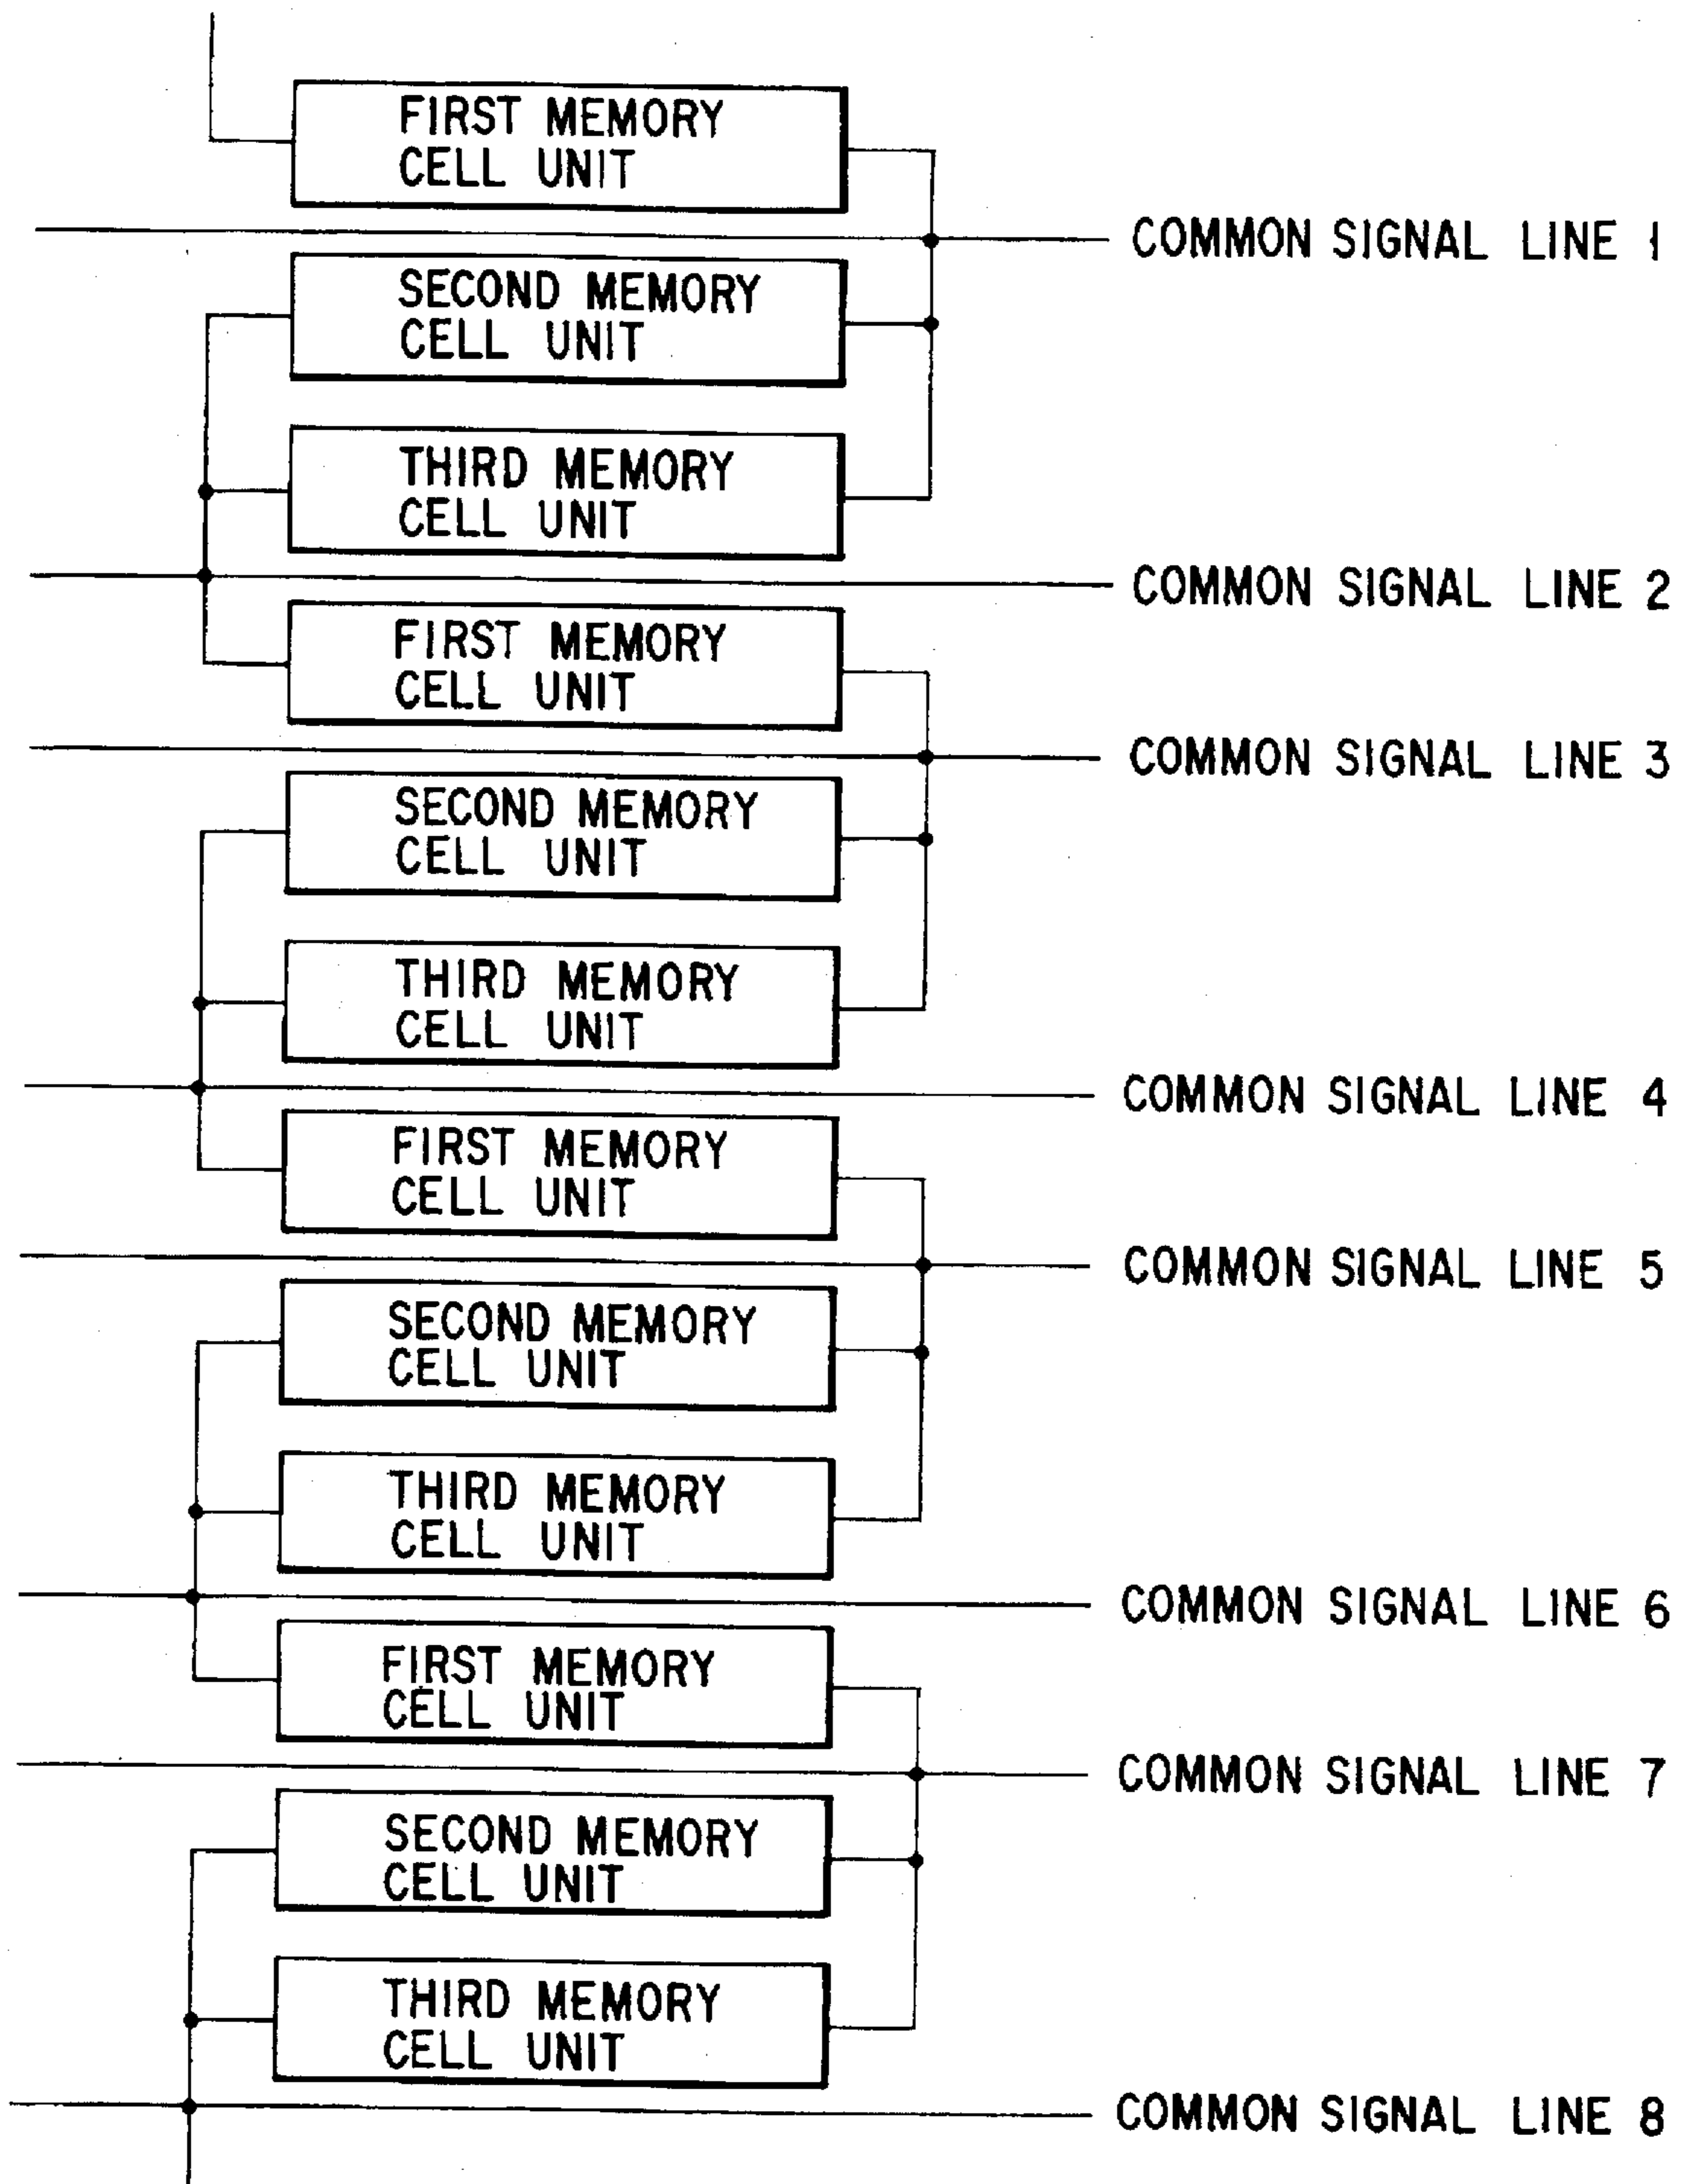 FIRST MEMORY
CELL UNIT
COMMON SIGNAL LINE 1
SECOND MEMORY
CELL UNIT
THIRD MEMORY
CELL UNIT
COMMON SIGNAL LINE 2
FIRST MEMORY
CELL UNIT
COMMON SIGNAL LINE 3
SECOND MEMORY
CELL UNIT
THIRD MEMORY
CELL UNIT
COMMON SIGNAL LINE 4
FIRST MEMORY
CELL UNIT
COMMON SIGNAL LINE 5
SECOND MEMORY
CELL UNIT
THIRD MEMORY
CELL UNIT
COMMON SIGNAL LINE 6
FIRST MEMORY
CELL UNIT
COMMON SIGNAL LINE 7
SECOND MEMORY
CELL UNIT
THIRD MEMORY
CELL UNIT
COMMON SIGNAL LINE 8